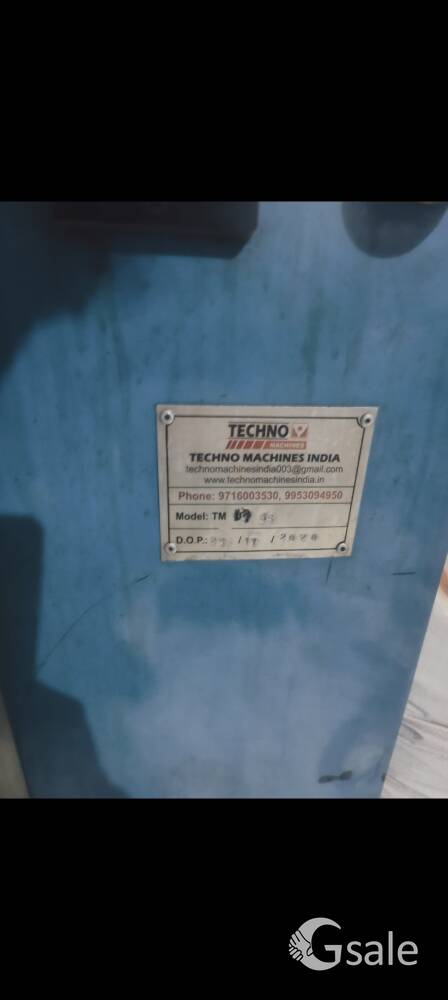 TECHNO
MACHINES
TECHNO MACHINES INDIA
technomachinesindia003@gmail.com
www.technomachinesindia.in
Phone: 9716003530, 9953094950
Model: TM
D.O.P.: / /
Gsale